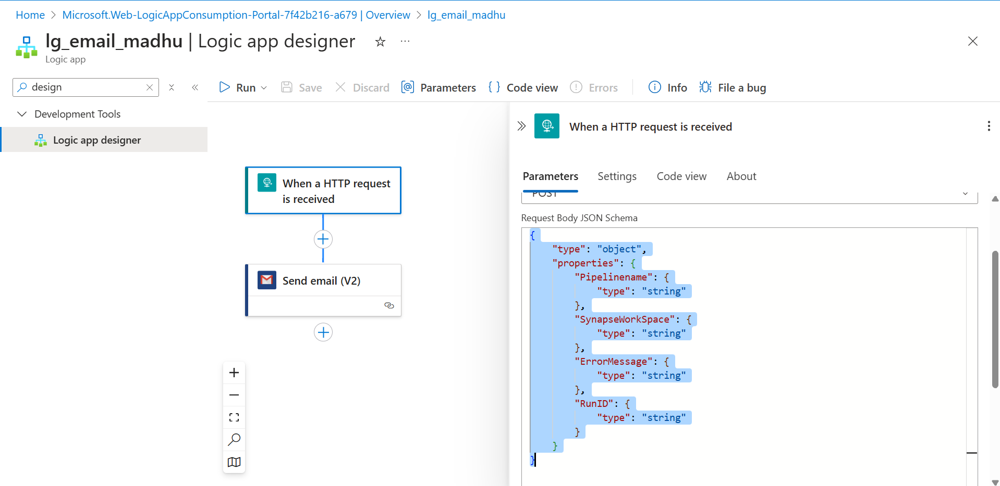 Home > Microsoft.Web-LogicAppConsumption-Portal-7f42b216-a679 | Overview > lg_email_madhu
lg_email_madhu | Logic app designer
Logic app
design
Run Save Discard Parameters Code view Errors Info File a bug
Development Tools
Logic app designer
When a HTTP request
is received
Send email (V2)
When a HTTP request is received
Parameters Settings Code view About
POST
Request Body JSON Schema
{
    "type": "object",
    "properties": {
        "Pipelinename": {
            "type": "string"
        },
        "SynapseWorkSpace": {
            "type": "string"
        },
        "ErrorMessage": {
            "type": "string"
        },
        "RunID": {
            "type": "string"
        }
    }
}